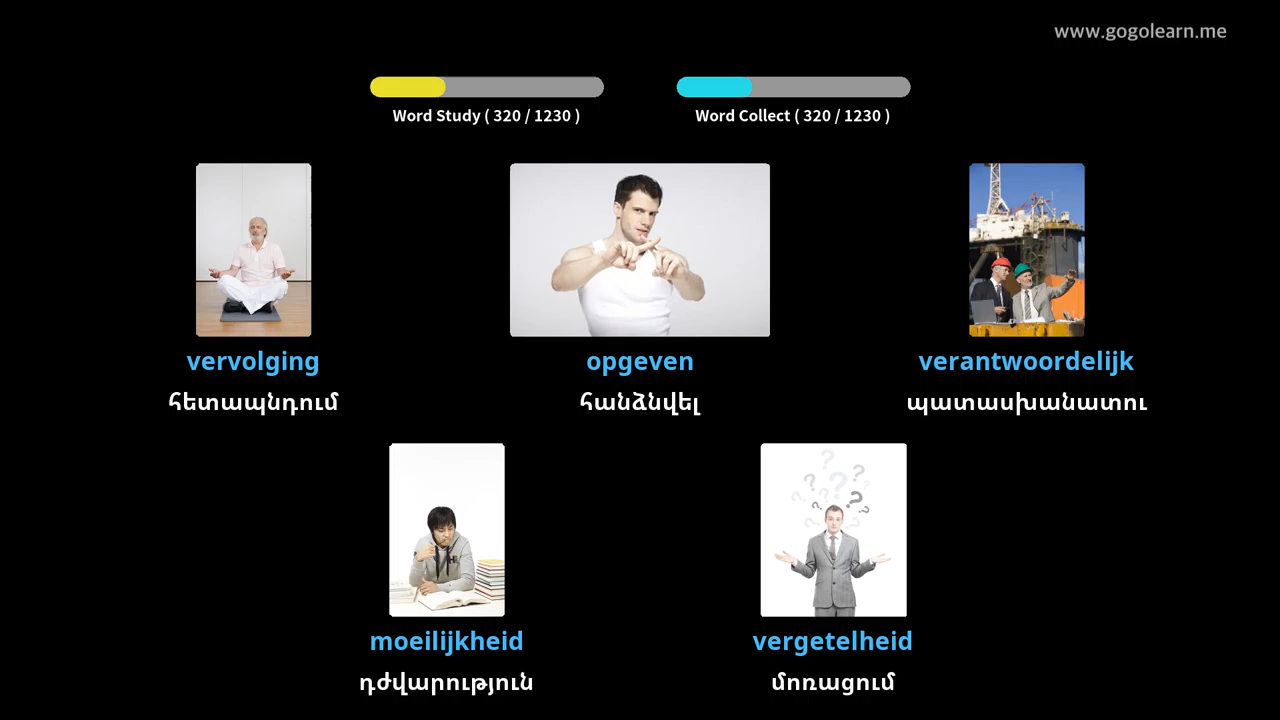 www.gogolearn.me
Word Study ( 320 / 1230 )
Word Collect ( 320 / 1230 )
vervolging
opgeven
verantwoordelijk
հետապնդում
հանձնվել
պատասխանատու
moeilijkheid
vergetelheid
դժվարություն
մոռացում